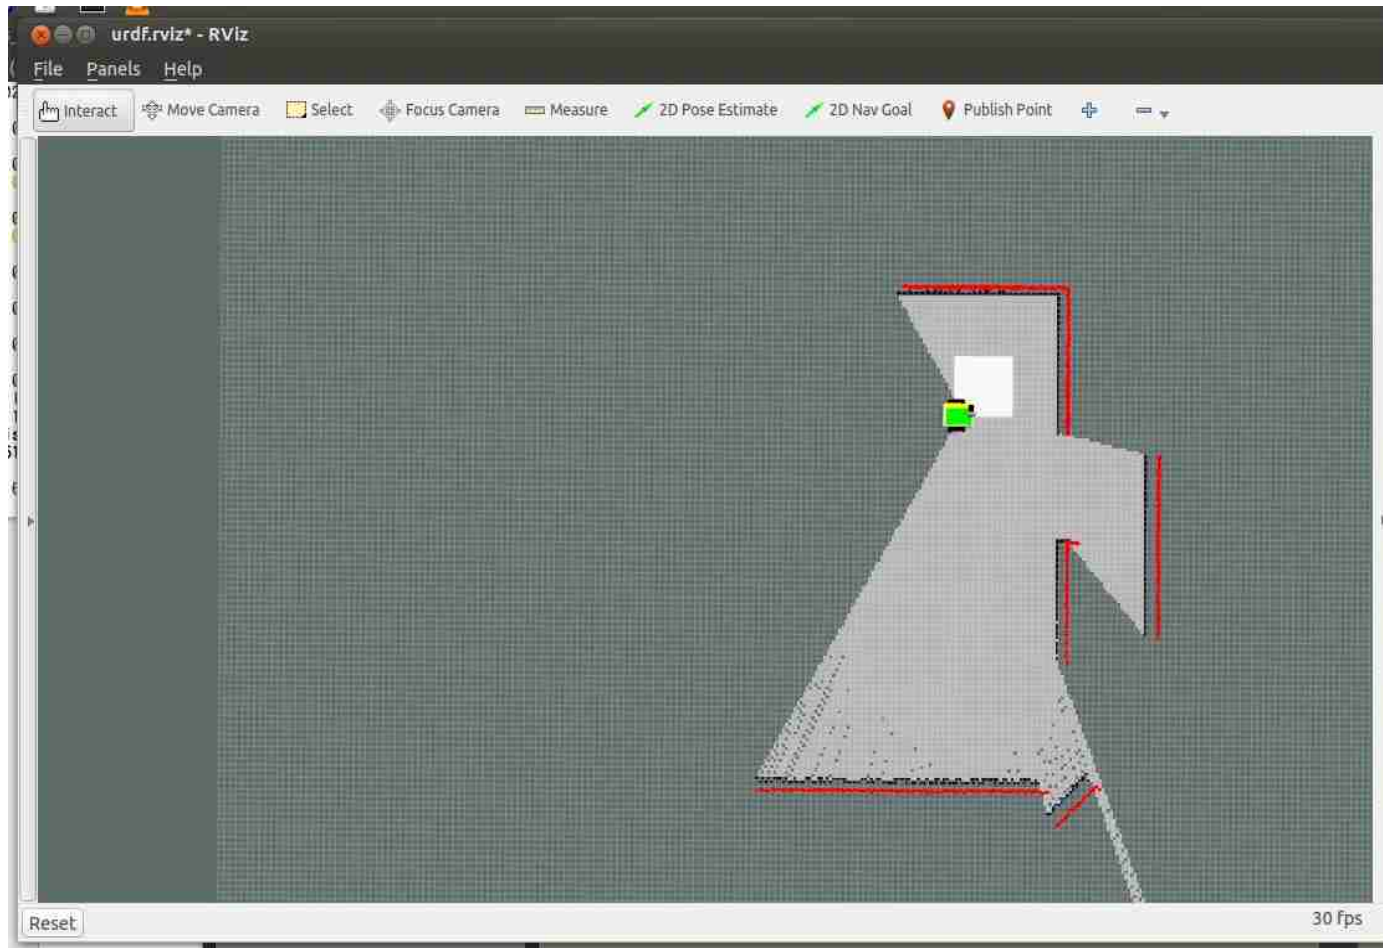 urdf.rviz* - RViz
File Panels Help
Interact Move Camera Select Focus Camera Measure 2D Pose Estimate 2D Nav Goal Publish Point
Reset 30 fps